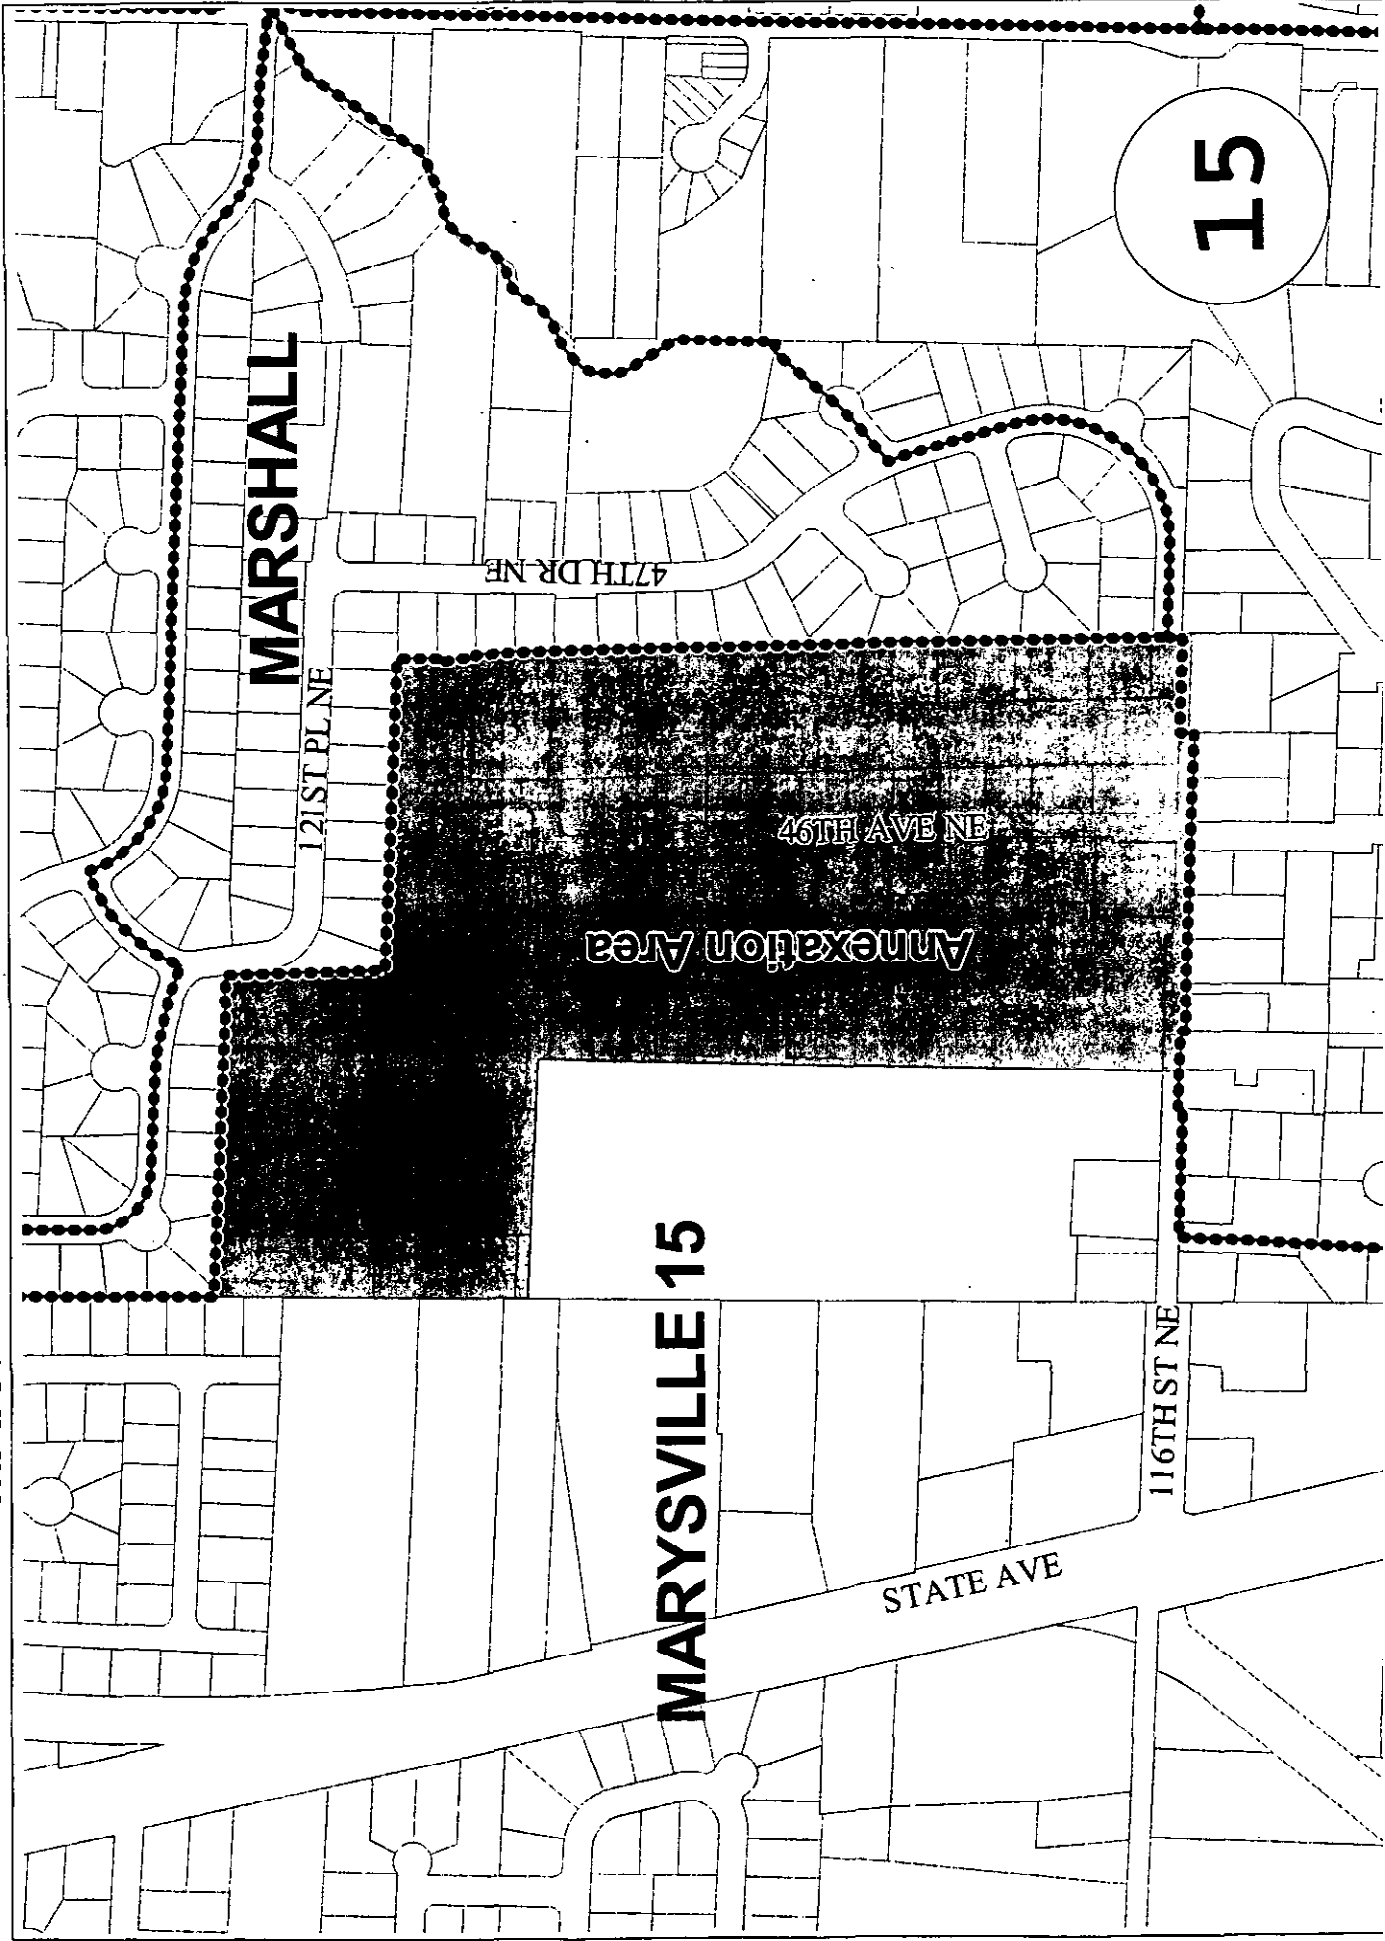 MARSHALL
121ST PL NE
47TH DR NE
46TH AVE NE
Annexation Area
MARYSVILLE 15
STATE AVE
116TH ST NE
15